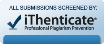 ALL SUBMISSIONS SCREENED BY:
iThenticate®
Professional Plagiarism Prevention